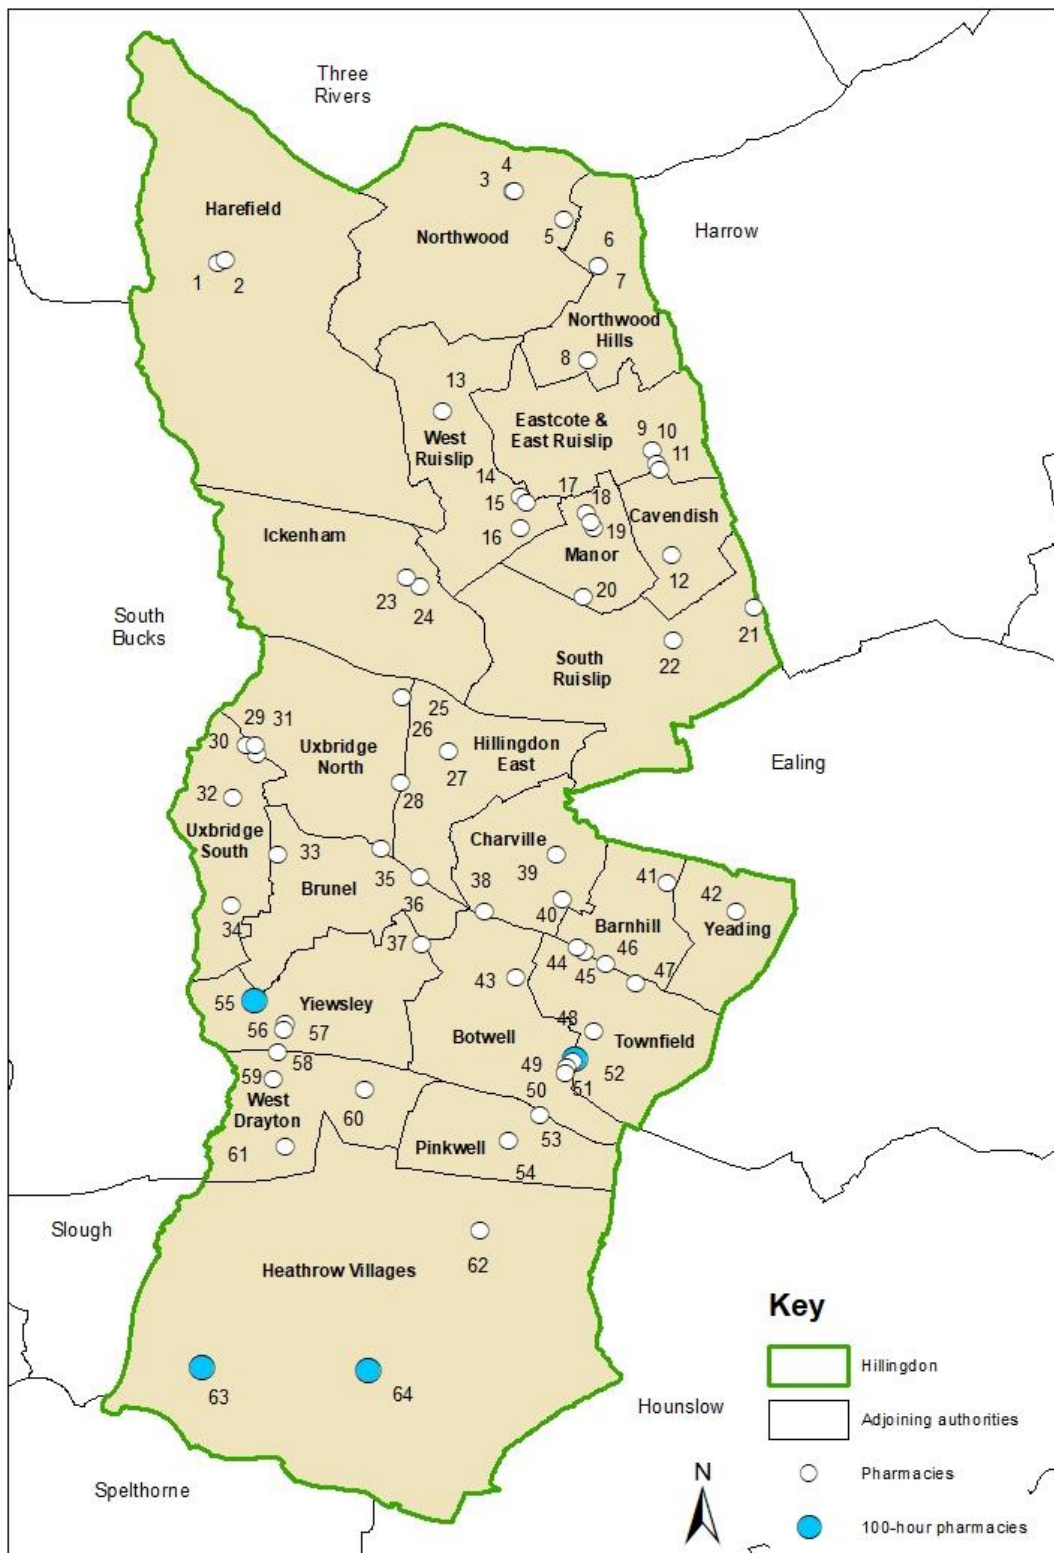 Three
Rivers
4
3
Harefield
Northwood
5
6
Harrow
7
1
2
Northwood
Hills
8
13
Eastcote &
East Ruislip
West
Ruislip
9
10
11
14
15
16
17
18
19
Cavendish
Manor
12
20
Ickenham
23
24
South
Bucks
21
22
South
Ruislip
25
26
29
31
30
Uxbridge
North
Hillingdon
East
27
28
Ealing
32
Uxbridge
South
33
Charville
39
35
38
36
Brunel
40
41
42
Barnhill
Yeading
34
37
44
45
46
47
43
55
Yiewsley
56
57
48
Botwell
Townfield
58
49
50
51
52
59
West
Drayton
60
53
61
Pinkwell
54
Slough
62
Heathrow Villages
63
64
Hounslow
Spelthorne
Key
Hillingdon
Adjoining authorities
N
Pharmacies
100-hour pharmacies